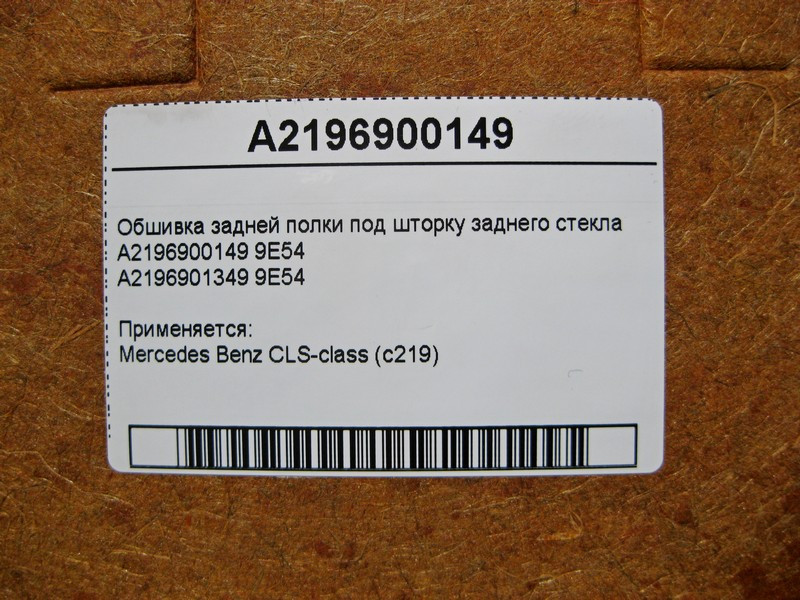 A2196900149
Обшивка задней полки под шторку заднего стекла
A2196900149 9E54
A2196901349 9E54
Применяется:
Mercedes Benz CLS-class (c219)